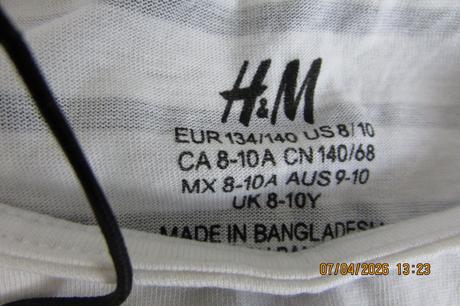 H&M
EUR 134/140 US 8/10
CA 8-10A CN 140/68
MX 8-10A AUS 9-10
UK 8-10Y
MADE IN BANGLADESH
07/04/2026 13:23